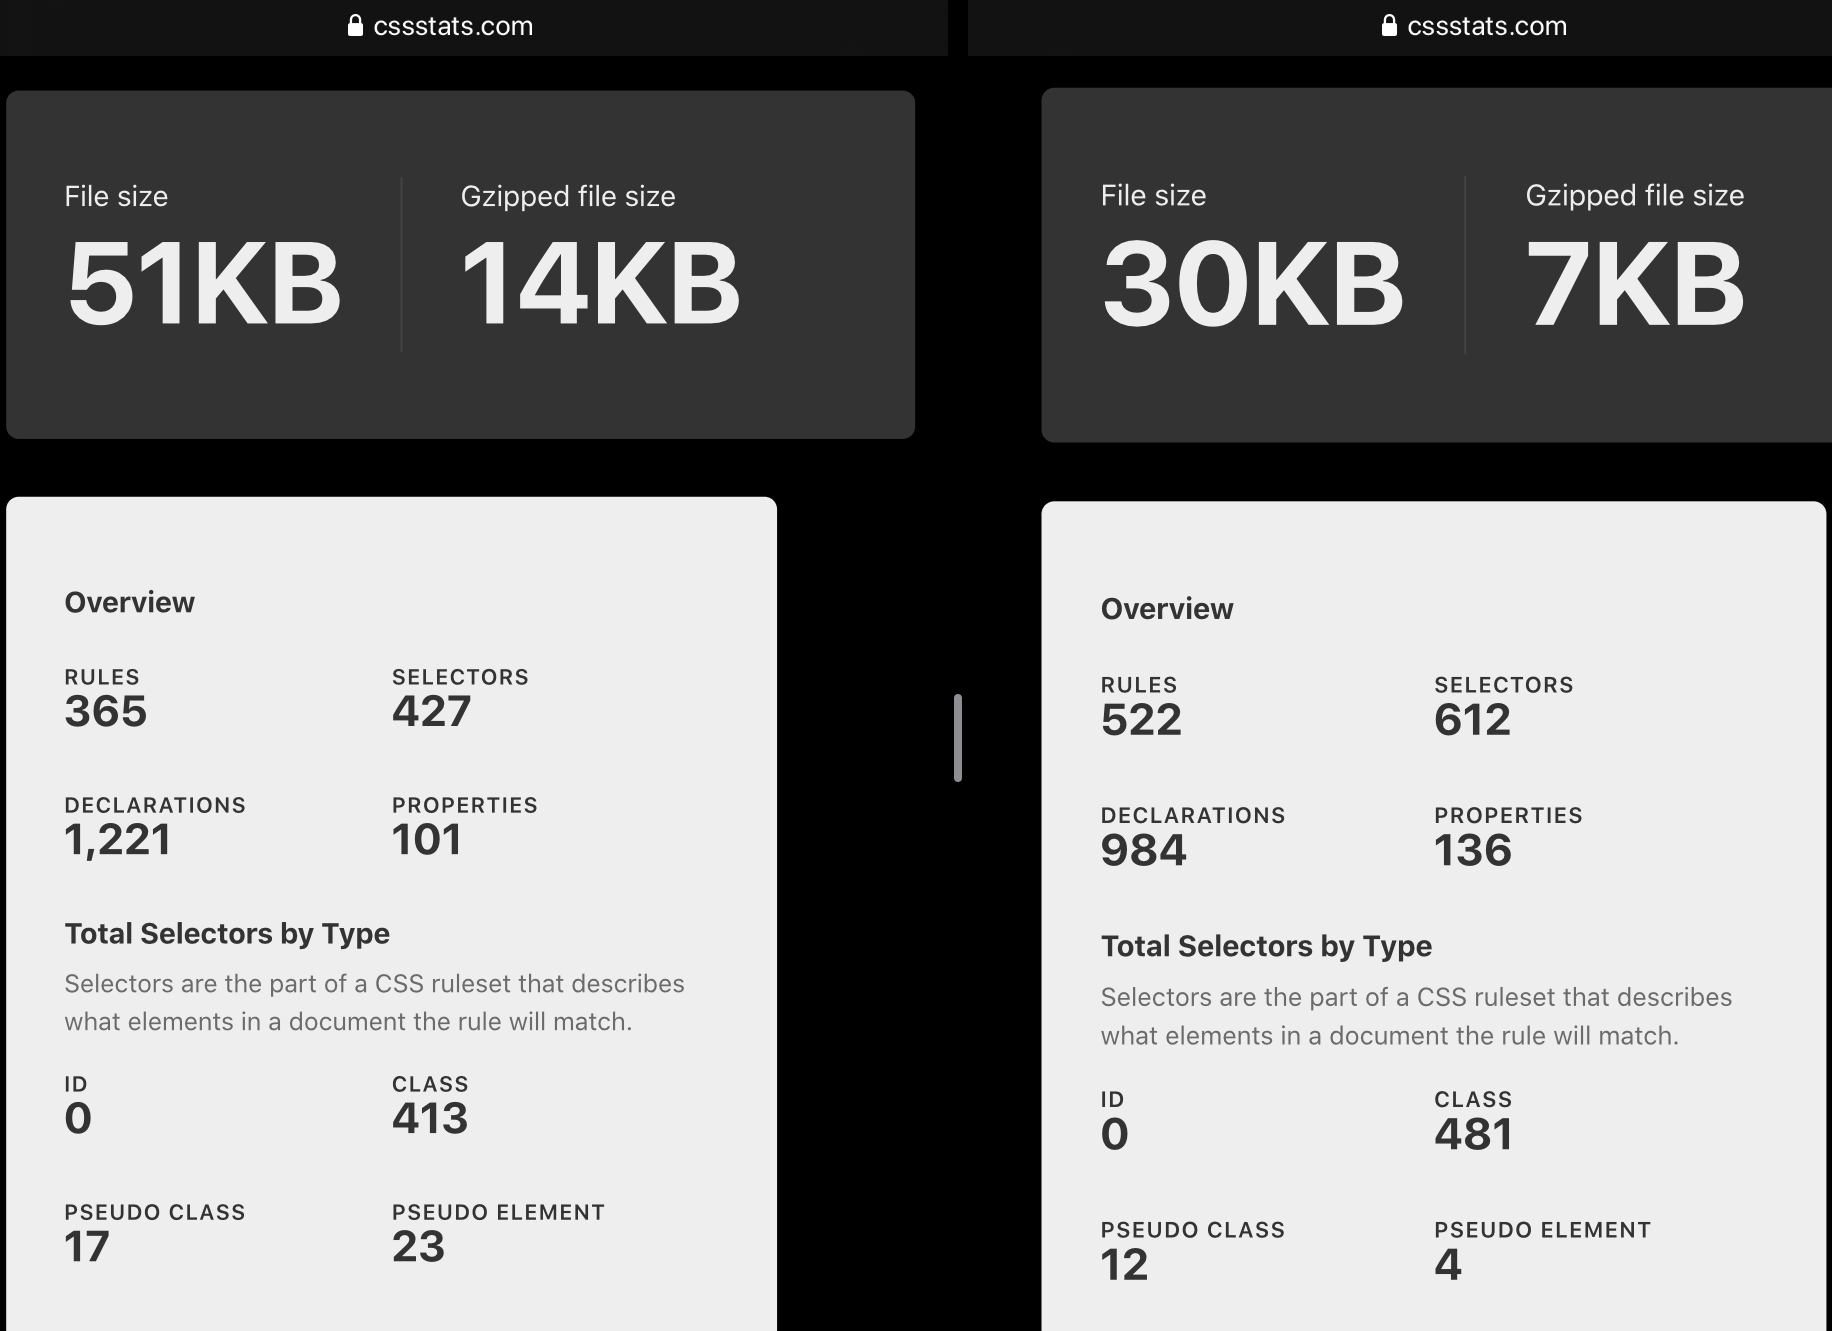 cssstats.com
File size
51KB
Gzipped file size
14KB
Overview
RULES
365
SELECTORS
427
DECLARATIONS
1,221
PROPERTIES
101
Total Selectors by Type
Selectors are the part of a CSS ruleset that describes
what elements in a document the rule will match.
ID
0
CLASS
413
PSEUDO CLASS
17
PSEUDO ELEMENT
23
cssstats.com
File size
30KB
Gzipped file size
7KB
Overview
RULES
522
SELECTORS
612
DECLARATIONS
984
PROPERTIES
136
Total Selectors by Type
Selectors are the part of a CSS ruleset that describes
what elements in a document the rule will match.
ID
0
CLASS
481
PSEUDO CLASS
12
PSEUDO ELEMENT
4